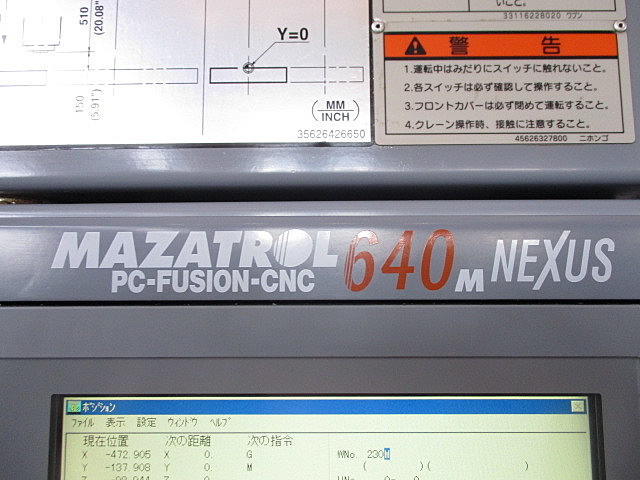 510
(20.08")
Y=0
150
(5.91")
(MM/INCH)
35626426650
いこと。
33116228020 ワブン
警 告
1.運転中はみだりにスイッチに触れないこと。
2.各スイッチは必ず確認して操作すること。
3.フロントカバーは必ず閉めて運転すること。
4.クレーン操作時、接触に注意すること。
45626327800 ニホンゴ
MAZATROL 640M NEXUS
PC-FUSION-CNC
ポジション
ファイル 表示 設定 ウィンドウ ヘルプ
現在位置 次の距離 次の指令
X -472.905 X 0. G WNo. 230M
Y -137.908 Y 0. M ( )( )